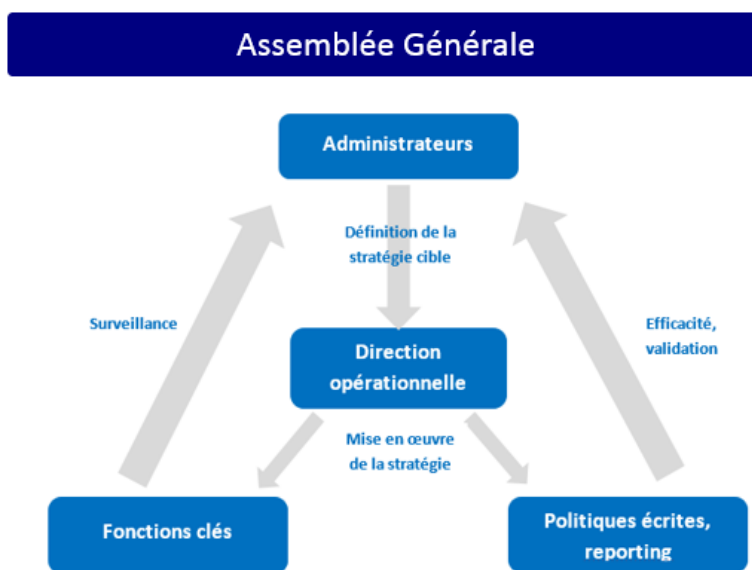 Assemblée Générale
Administrateurs
Définition de la
stratégie cible
Surveillance
Efficacité,
validation
Direction
opérationnelle
Mise en œuvre
de la stratégie
Fonctions clés
Politiques écrites,
reporting